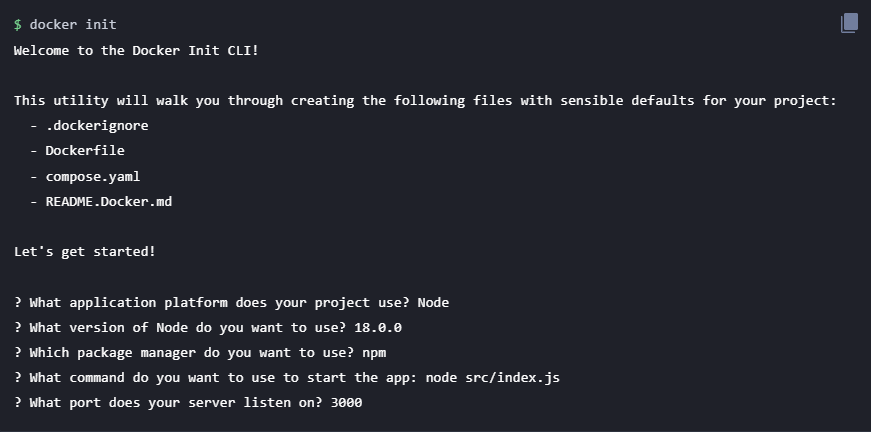 $ docker init
Welcome to the Docker Init CLI!
This utility will walk you through creating the following files with sensible defaults for your project:
- .dockerignore
- Dockerfile
- compose.yaml
- README.Docker.md
Let's get started!
? What application platform does your project use? Node
? What version of Node do you want to use? 18.0.0
? Which package manager do you want to use? npm
? What command do you want to use to start the app: node src/index.js
? What port does your server listen on? 3000